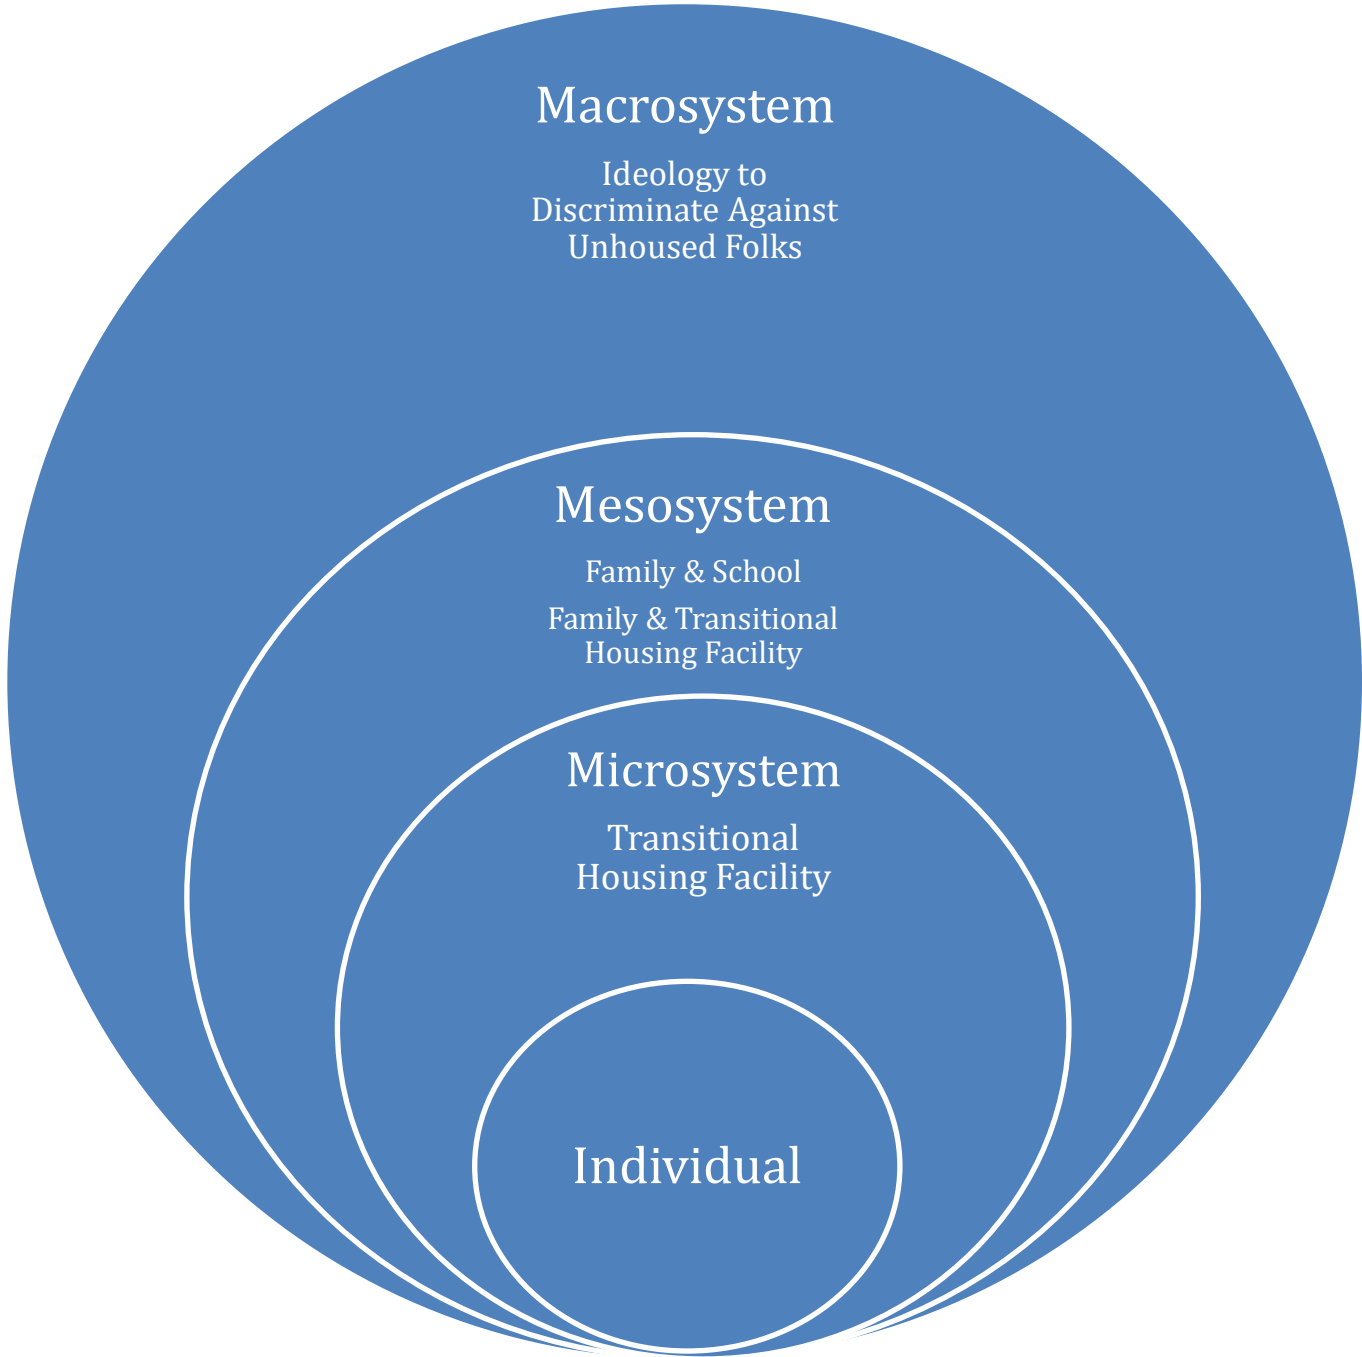 Macrosystem
Ideology to
Discriminate Against
Unhoused Folks
Mesosystem
Family & School
Family & Transitional
Housing Facility
Microsystem
Transitional
Housing Facility
Individual